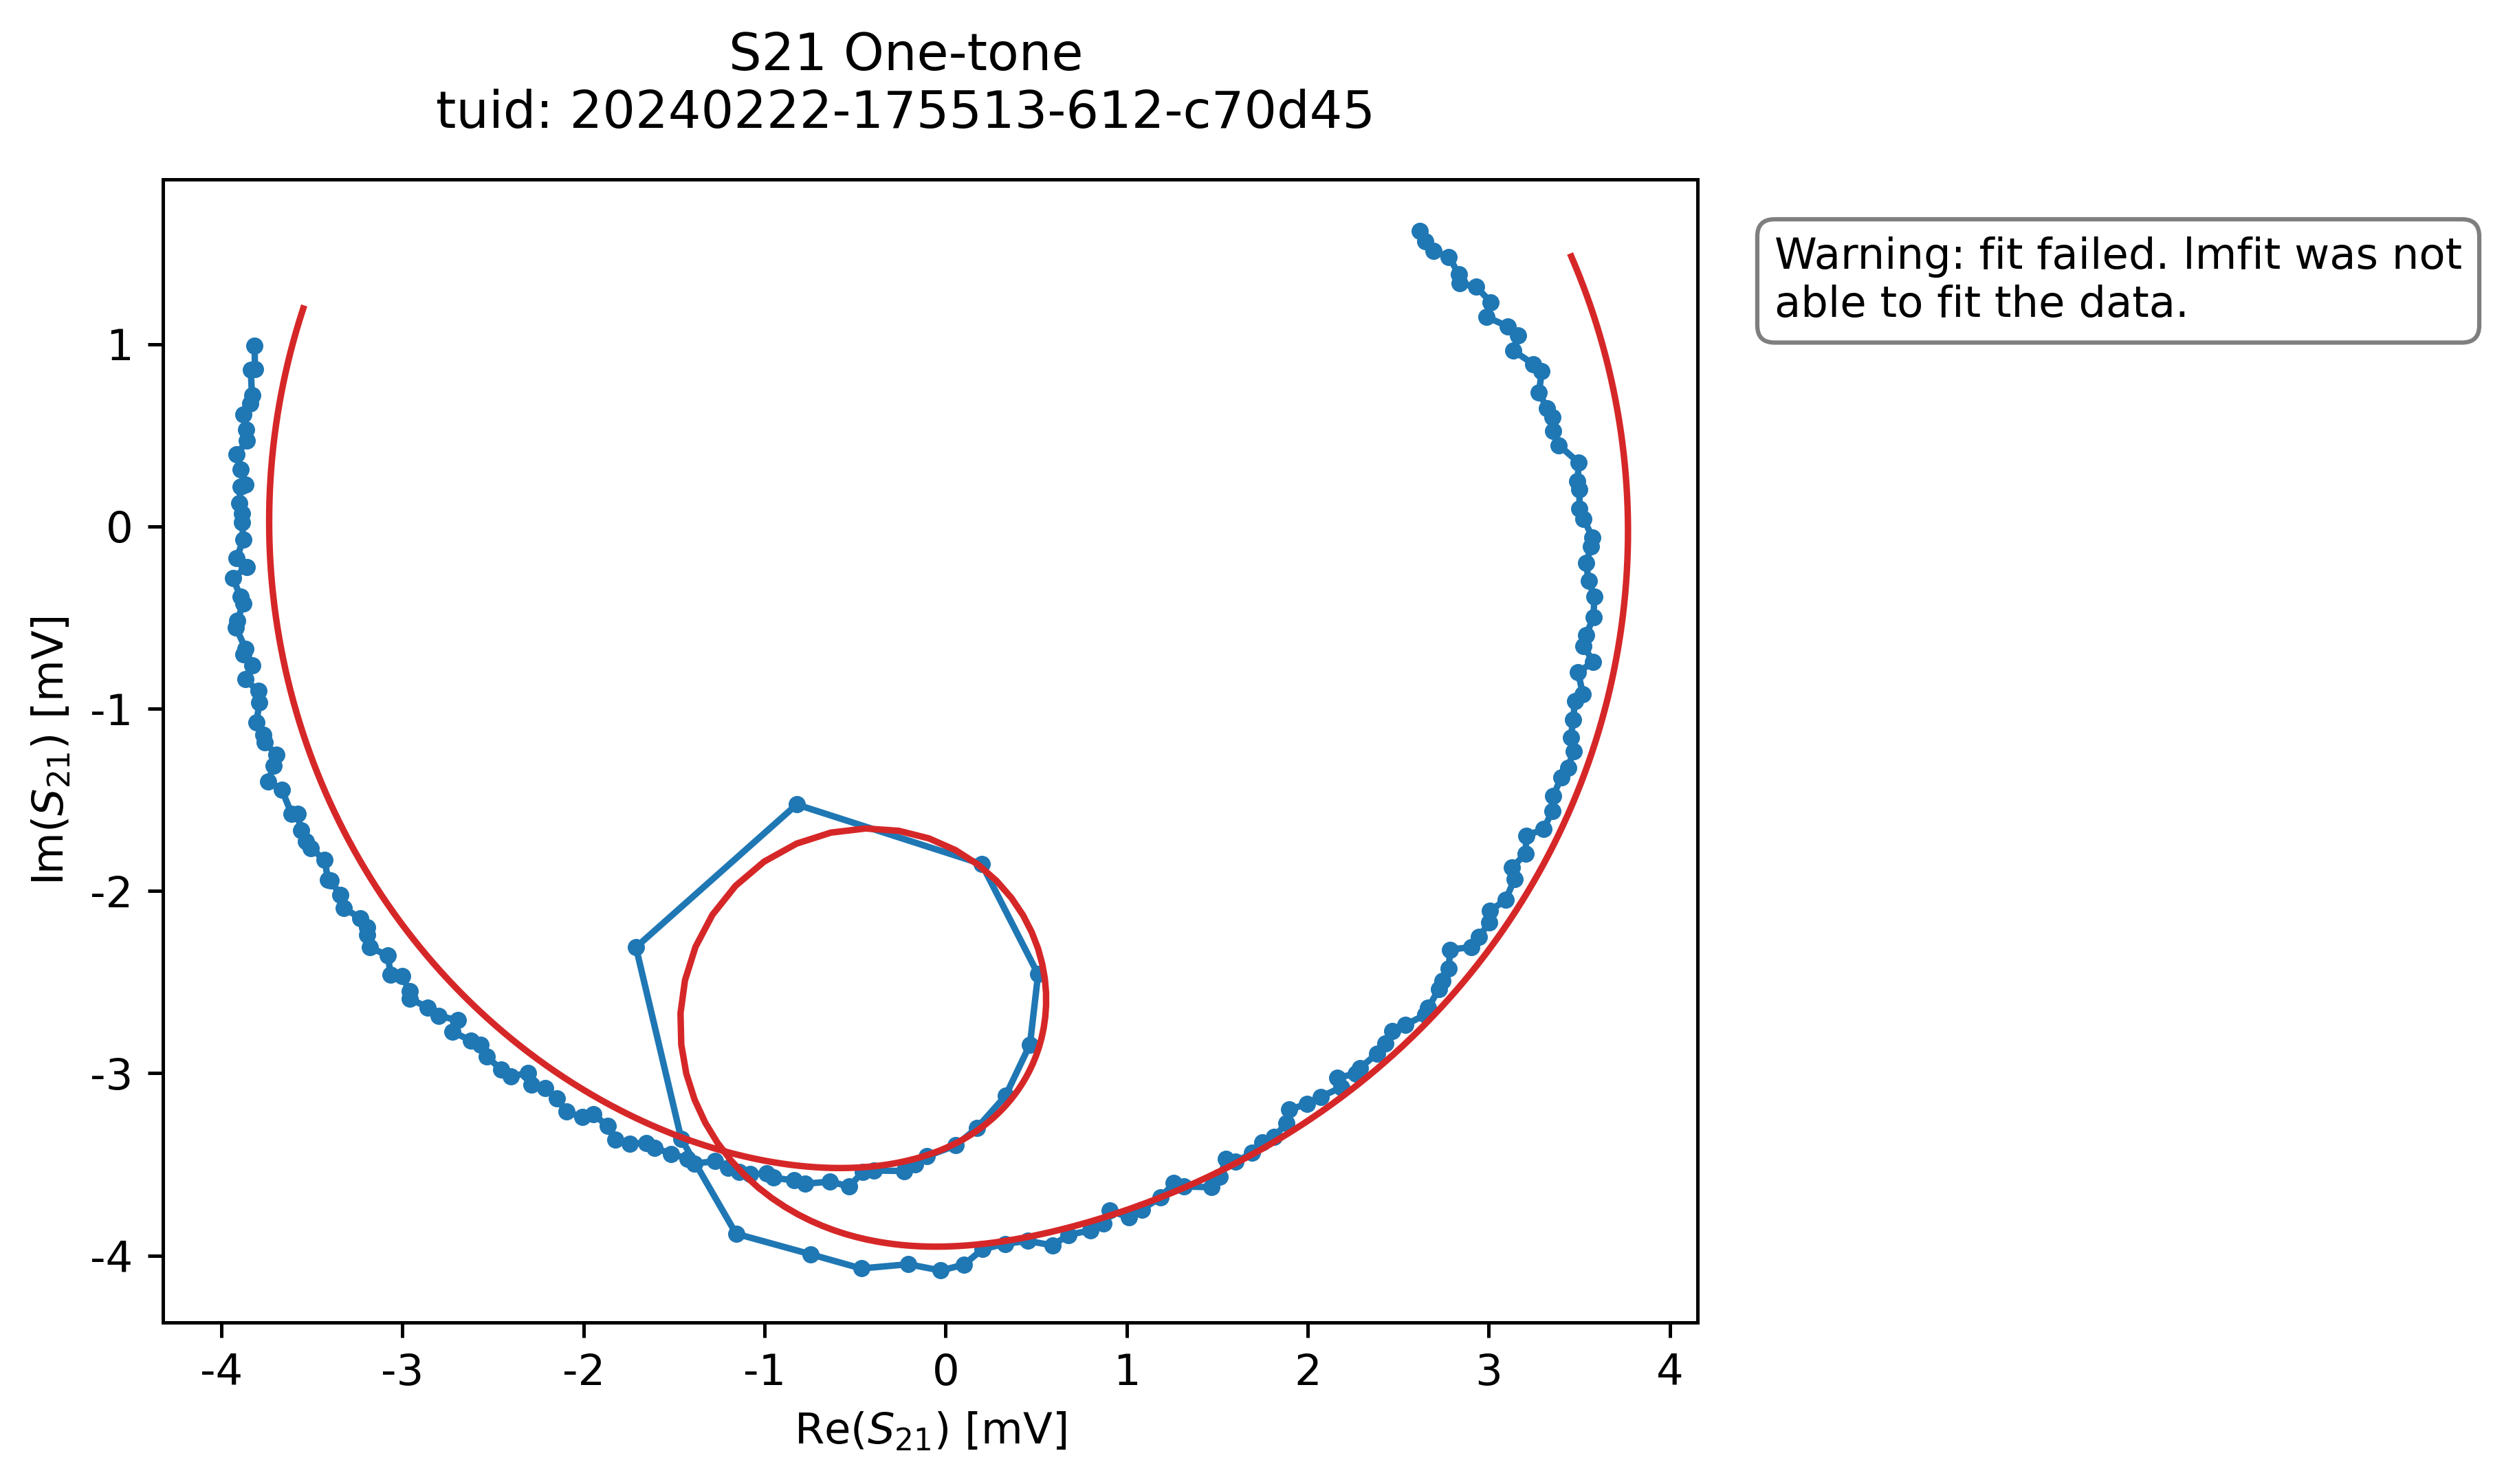 S21 One-tone
tuid: 20240222-175513-612-c70d45
Warning: fit failed. lmfit was not
able to fit the data.
Im(S21) [mV]
1
0
-1
-2
-3
-4
-4 -3 -2 -1 0 1 2 3 4
Re(S21) [mV]